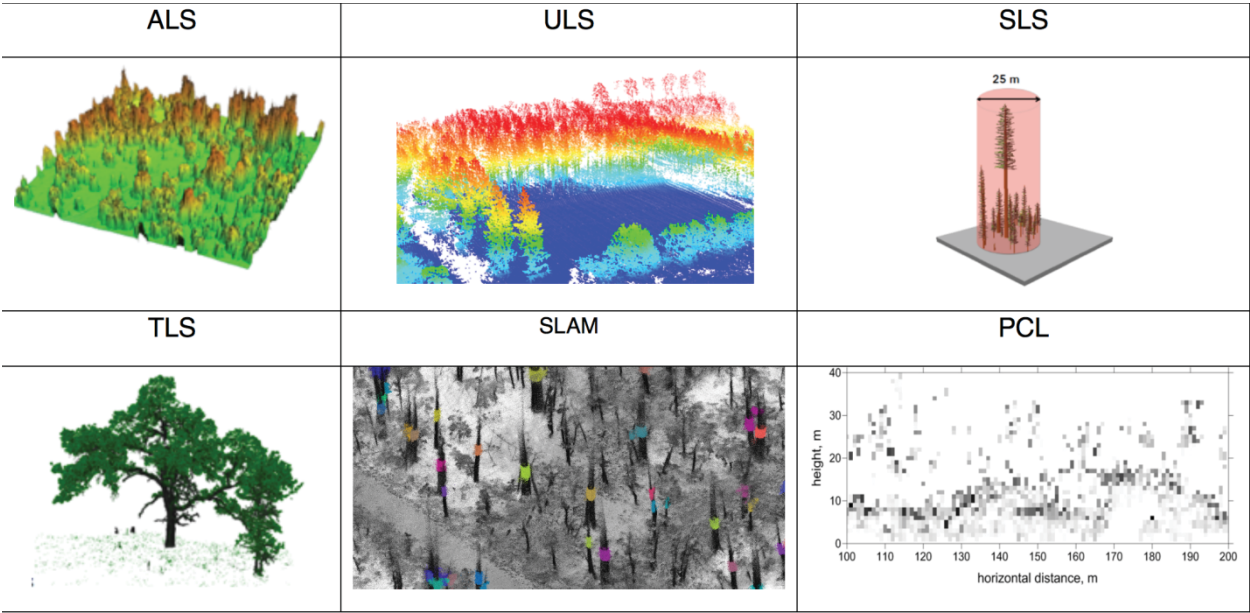 ALS ULS SLS
25 m
TLS SLAM PCL
40
30
20
10
0
height, m
100 110 120 130 140 150 160 170 180 190 200
horizontal distance, m